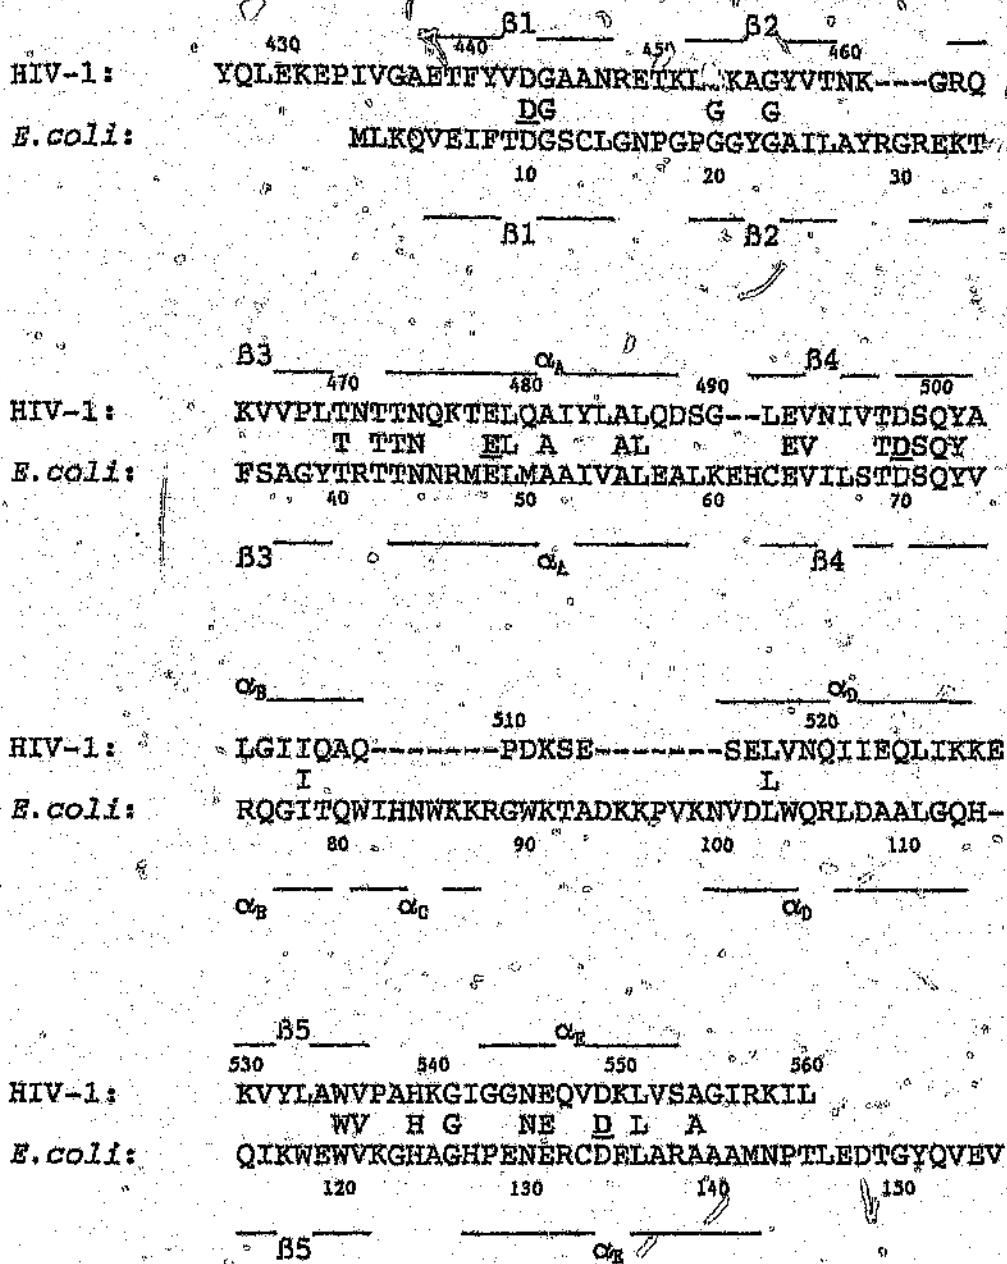 β1 β2
430 440 450 460
HIV-1: YQLEKEPIVGAETFYVDGAANRETKL KAGYVTNK---GRQ
DG G G
E.coli: MLKQVEIFTDGSCLGNPGPGGYGAILAYRGREKT
10 20 30
β1 β2
β3 αA β4
470 480 490 500
HIV-1: KVVPLTNTTNQKTELQAIYLALQDSG--LEVNIVTDSQYA
T TTN EL A AL EV TDSQY
E.coli: FSAGYTRTTNNRMELMAAIVALEALKEHCEVILSTDSQYV
40 50 60 70
β3 αA β4
αB αD
510 520
HIV-1: LGIIQAQ-------PDKSE-------SELVNQIIEQLIKKE
I L
E.coli: RQGITQWIHNWKKRGWKTADKKPVKNVDLWQRLDAALGQH-
80 90 100 110
αB αC αD
β5 αE
530 540 550 560
HIV-1: KVYLAWVPAHKGIGGNEQVDKLVSAGIRKIL
WV H G NE D L A
E.coli: QIKWEWVKGHAGHPENERCDELARAAAMNPTLEDTGYQVEV
120 130 140 150
β5 αE